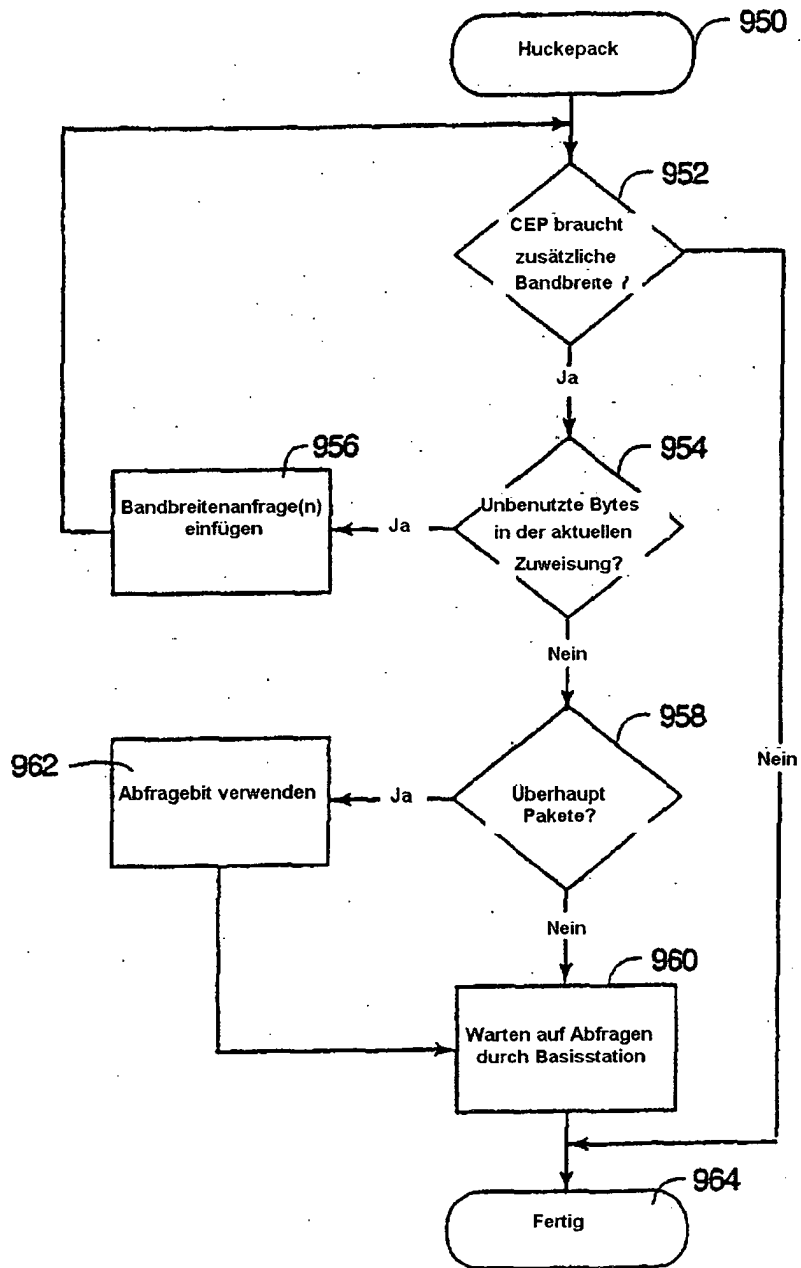 950
Huckepack
952
CEP braucht
zusätzliche
Bandbreite ?
Ja
954
956
Bandbreitenanfrage(n)
einfügen
Ja
Unbenutzte Bytes
in der aktuellen
Zuweisung?
Nein
958
962
Abfragebit verwenden
Ja
Überhaupt
Pakete?
Nein
Nein
960
Warten auf Abfragen
durch Basisstation
964
Fertig